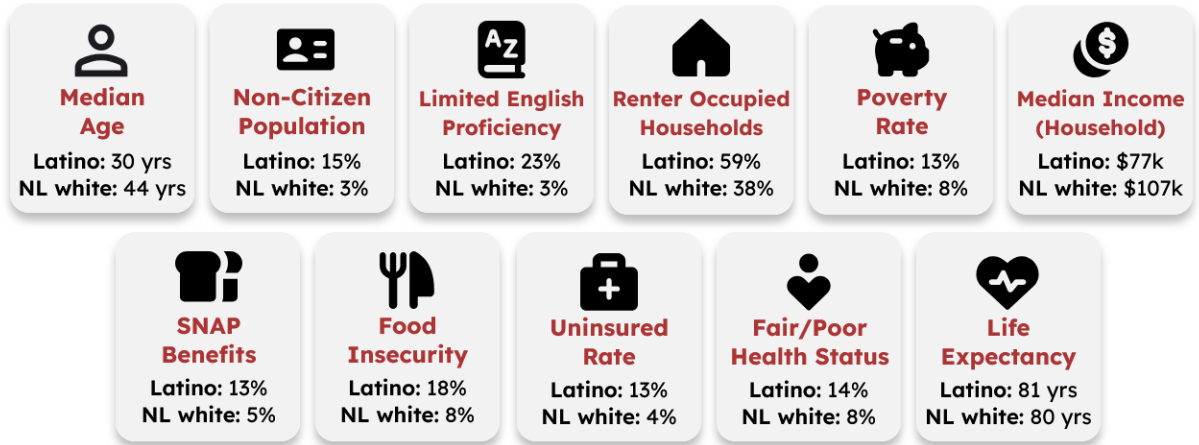 A Z
$
Median
Age
Latino: 30 yrs
NL white: 44 yrs
Non-Citizen
Population
Latino: 15%
NL white: 3%
Limited English
Proficiency
Latino: 23%
NL white: 3%
Renter Occupied
Households
Latino: 59%
NL white: 38%
Poverty
Rate
Latino: 13%
NL white: 8%
Median Income
(Household)
Latino: $77k
NL white: $107k
SNAP
Benefits
Latino: 13%
NL white: 5%
Food
Insecurity
Latino: 18%
NL white: 8%
Uninsured
Rate
Latino: 13%
NL white: 4%
Fair/Poor
Health Status
Latino: 14%
NL white: 8%
Life
Expectancy
Latino: 81 yrs
NL white: 80 yrs